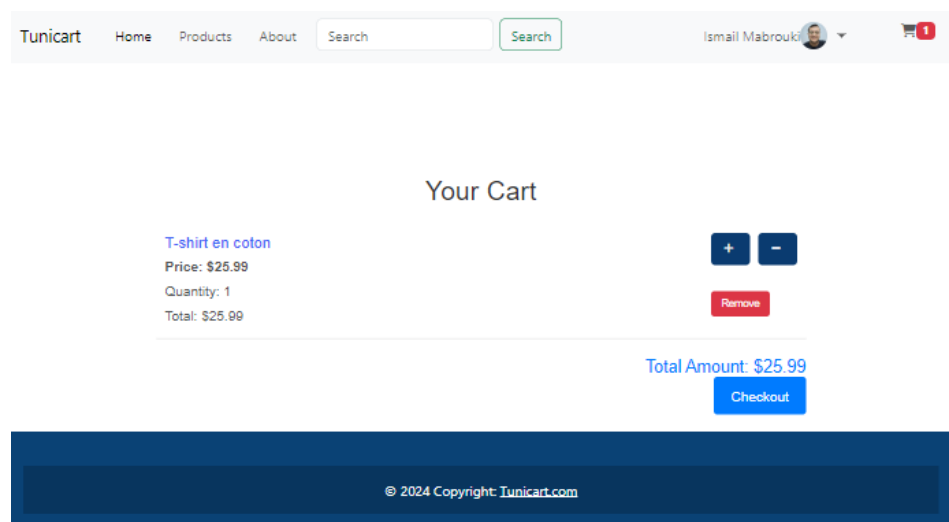 Tunicart Home Products About Search Search Ismail Mabrouki 1
Your Cart
T-shirt en coton + -
Price: $25.99
Quantity: 1
Remove
Total: $25.99
Total Amount: $25.99
Checkout
© 2024 Copyright: Tunicart.com